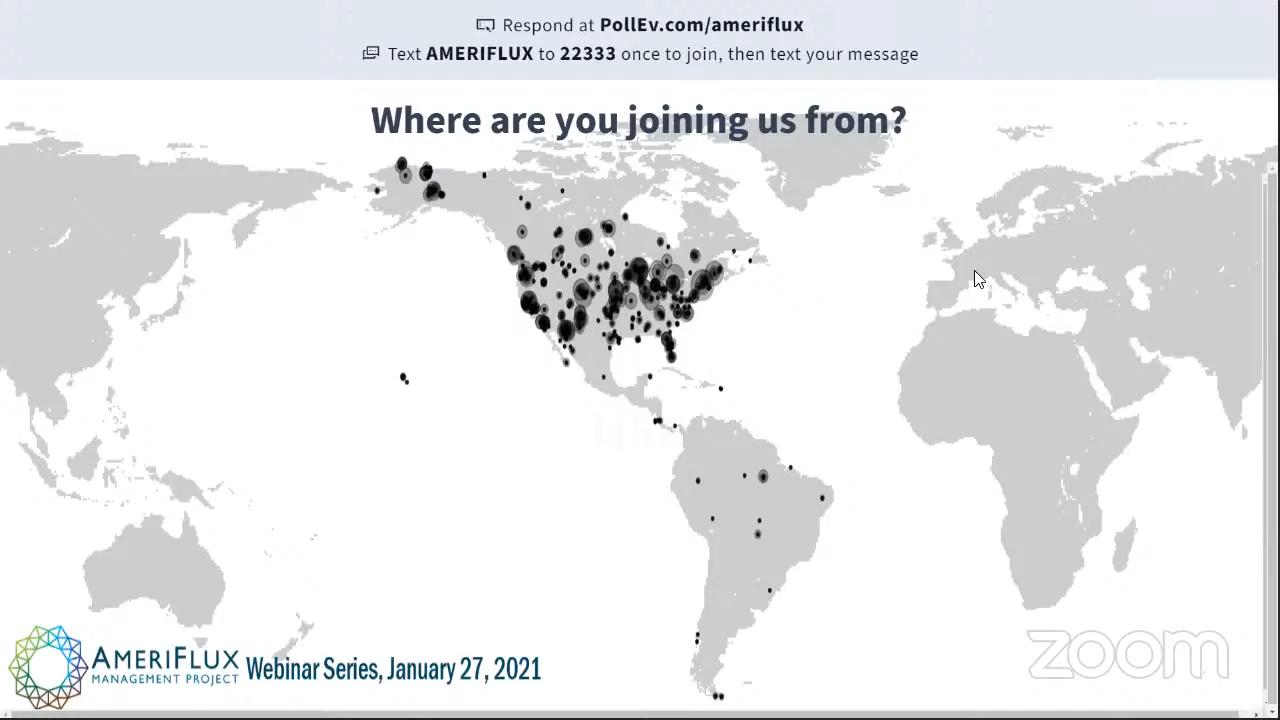 Respond at PollEv.com/ameriflux
Text AMERIFLUX to 22333 once to join, then text your message
Where are you joining us from?
AMERIFLUX
MANAGEMENT PROJECT
Webinar Series, January 27, 2021
zoom